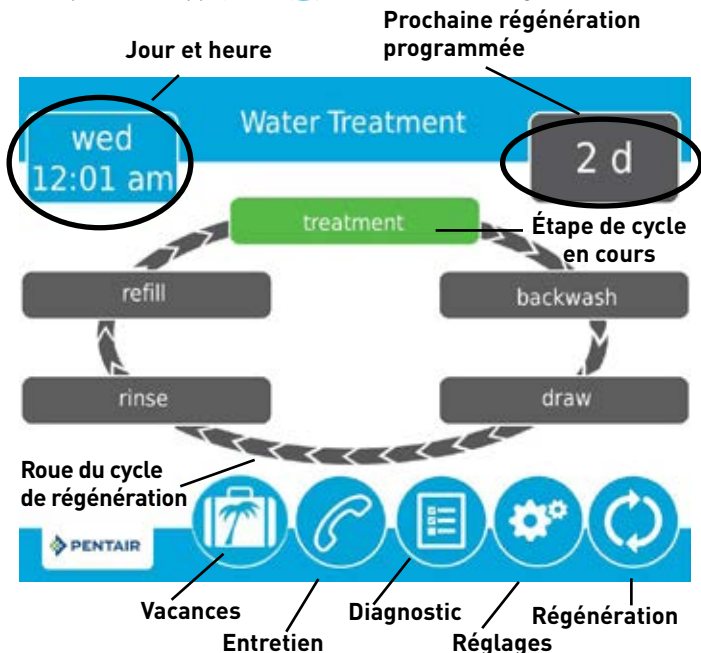 Prochaine régénération
programmée
Jour et heure
wed
12:01 am
Water Treatment
2 d
treatment
Étape de cycle
en cours
refill
backwash
rinse
draw
Roue du cycle
de régénération
PENTAIR
Vacances
Entretien
Diagnostic
Réglages
Régénération